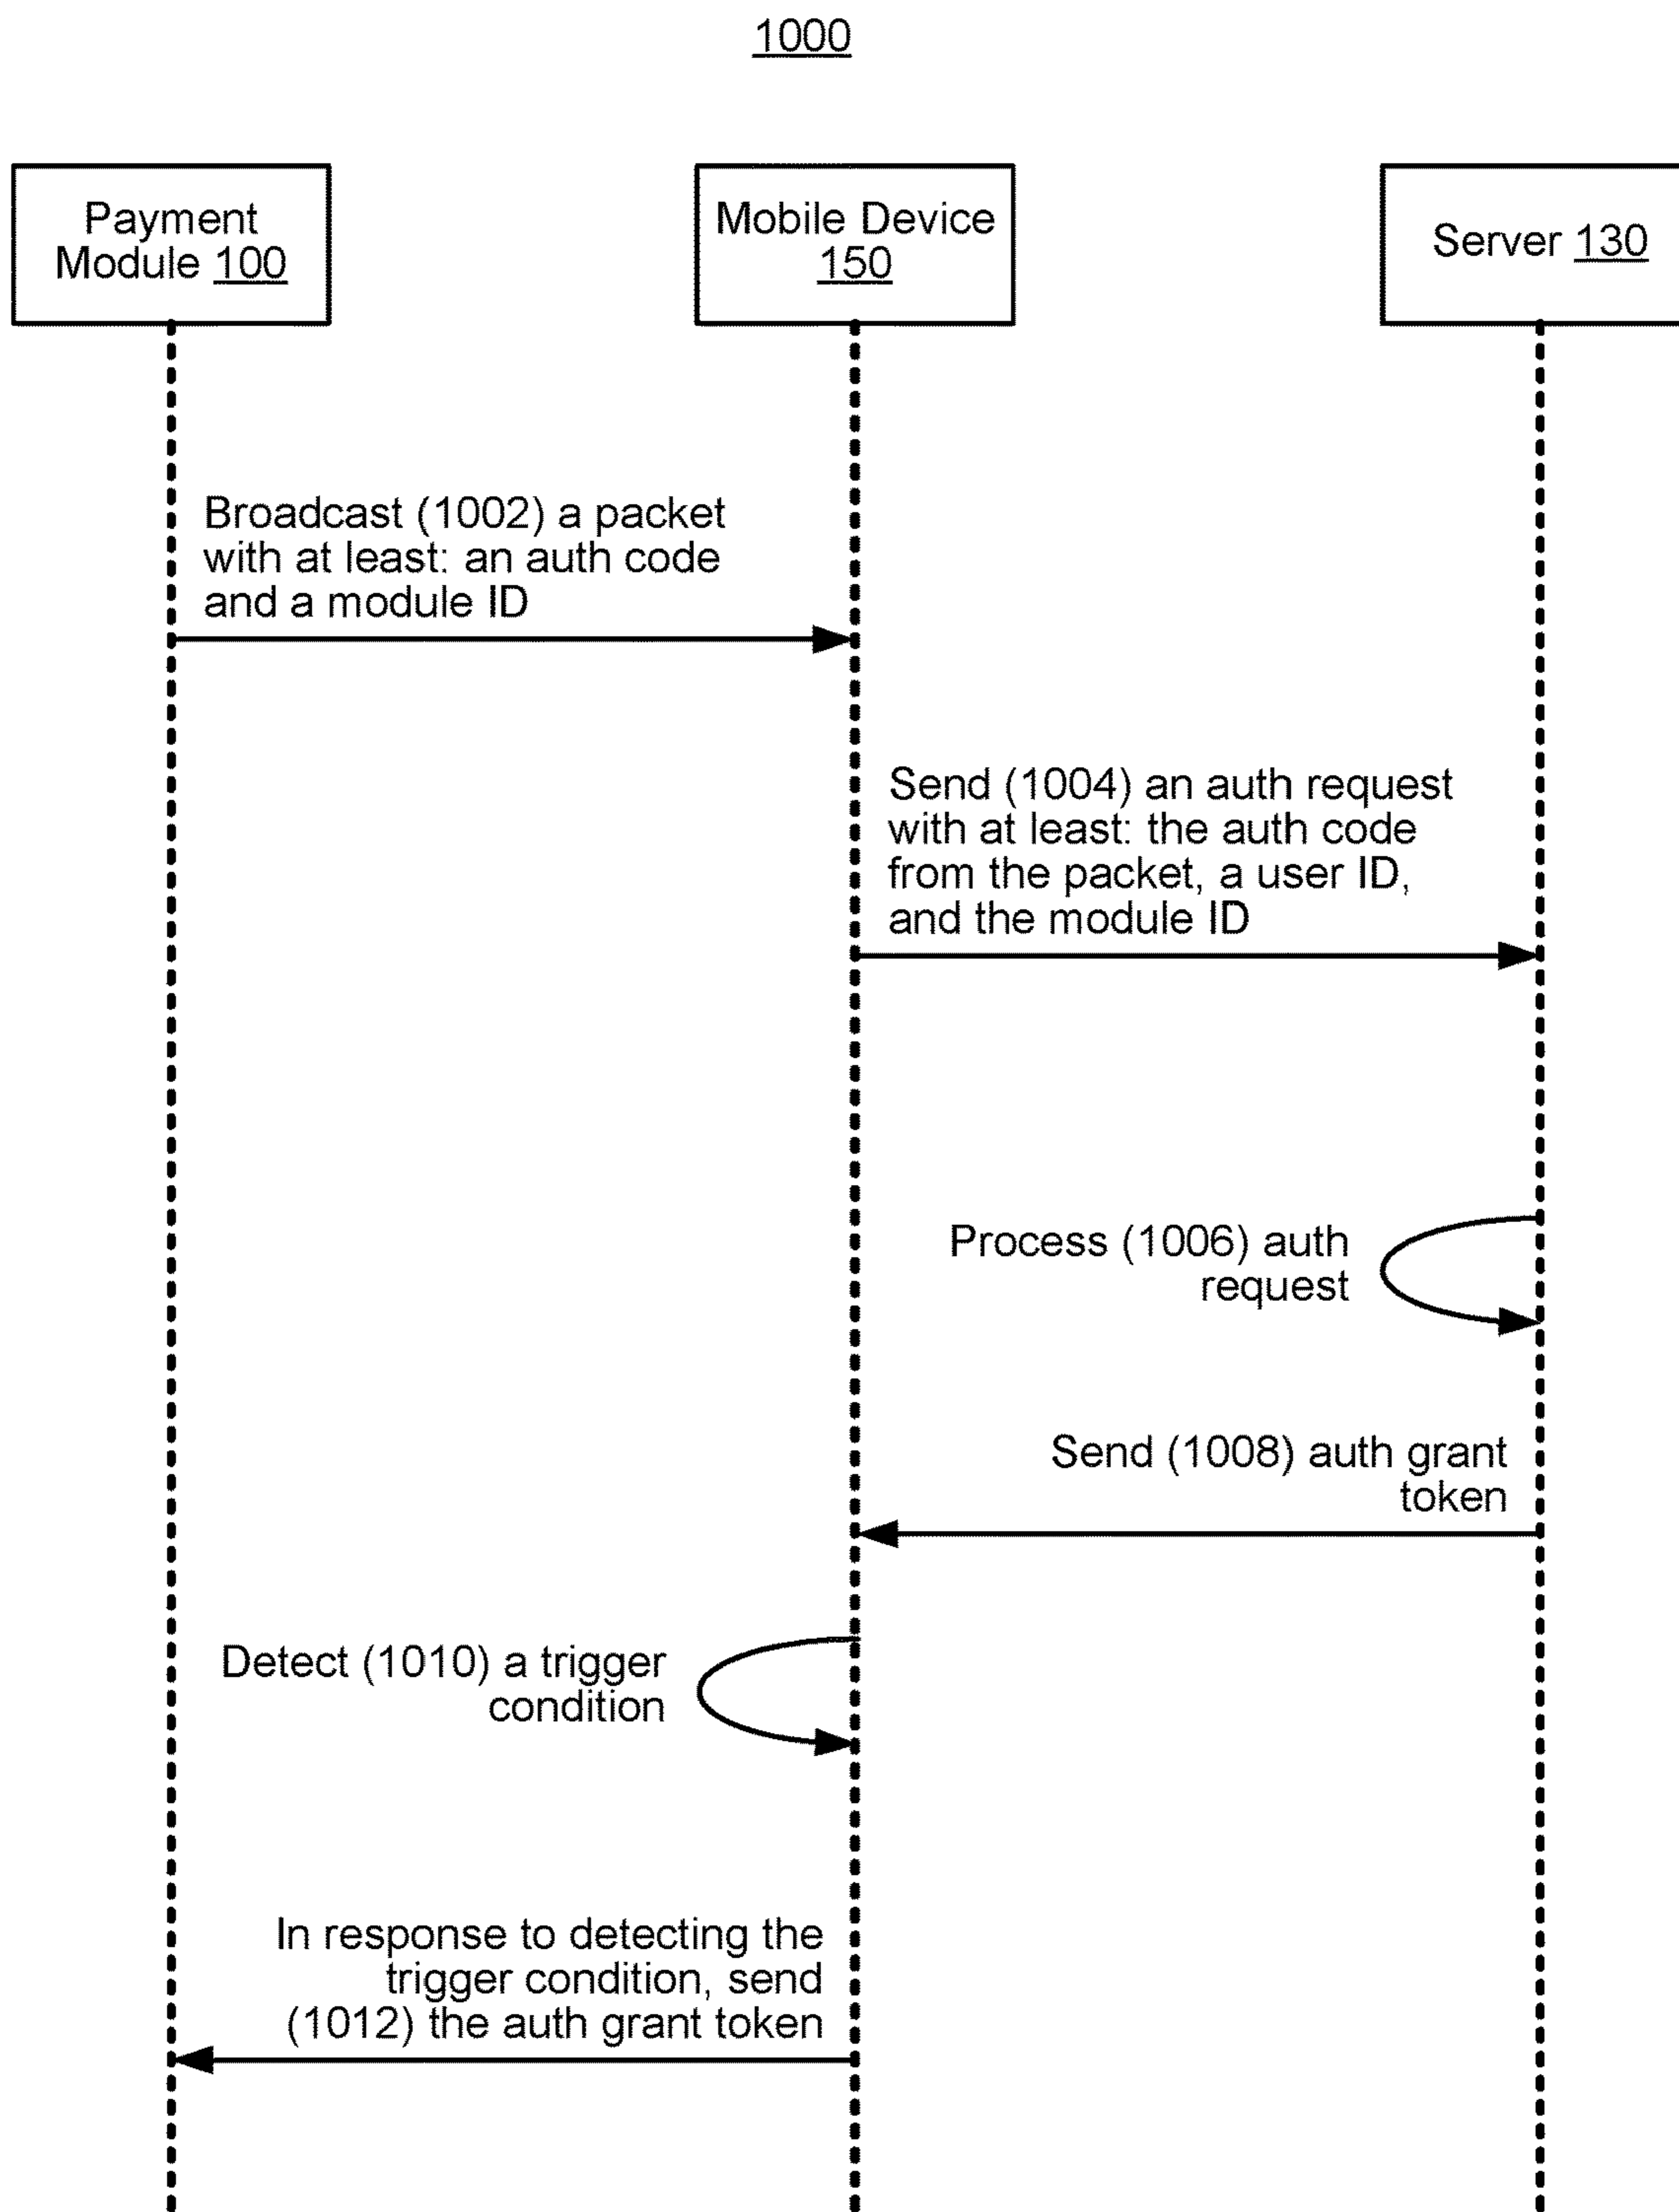 1000
Payment
Module 100
Mobile Device
150
Server 130
Broadcast (1002) a packet
with at least: an auth code
and a module ID
Send (1004) an auth request
with at least: the auth code
from the packet, a user ID,
and the module ID
Process (1006) auth
request
Send (1008) auth grant
token
Detect (1010) a trigger
condition
In response to detecting the
trigger condition, send
(1012) the auth grant token